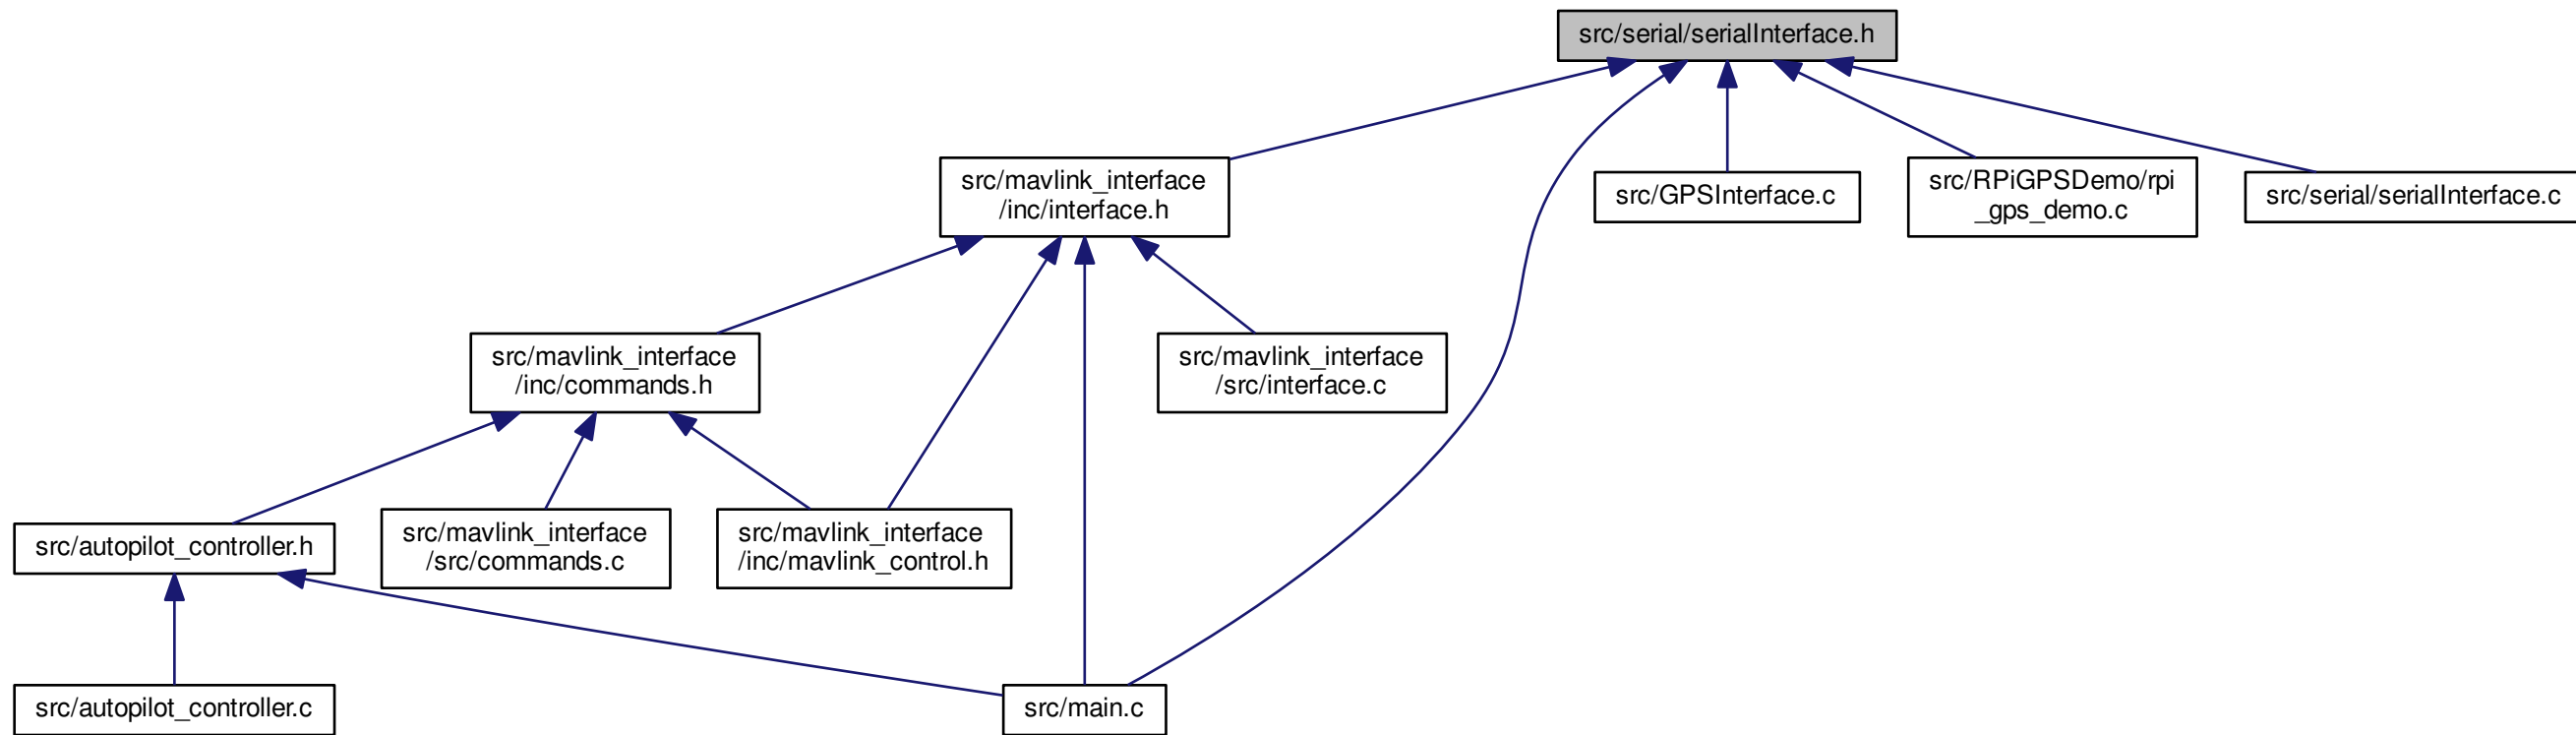 src/serial/serialInterface.h
src/mavlink_interface
/inc/interface.h
src/GPSInterface.c
src/RPiGPSDemo/rpi
_gps_demo.c
src/serial/serialInterface.c
src/mavlink_interface
/inc/commands.h
src/mavlink_interface
/src/interface.c
src/autopilot_controller.h
src/mavlink_interface
/src/commands.c
src/mavlink_interface
/inc/mavlink_control.h
src/autopilot_controller.c
src/main.c